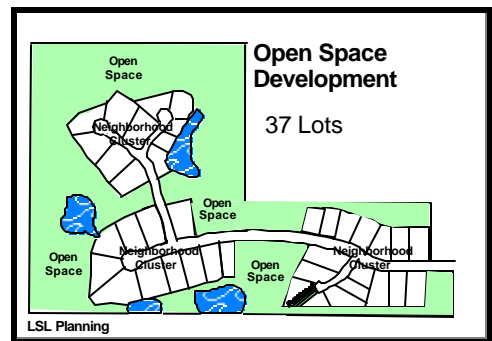 Open
Space
Open Space
Development
37 Lots
Neighborhood
Cluster
Open
Space
Neighborhood
Cluster
Neighborhood
Cluster
Open
Space
Open
Space
LSL Planning